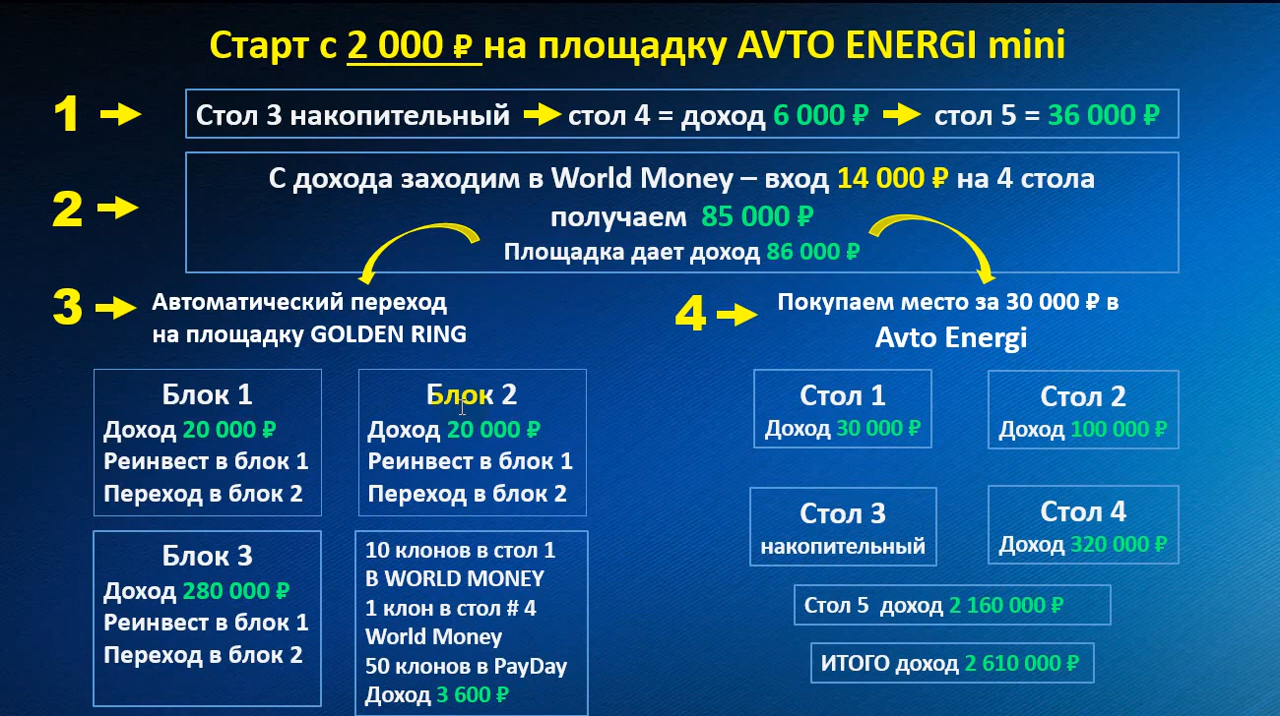 Старт с 2 000 ₽ на площадку AVTO ENERGI mini
1
Стол 3 накопительный стол 4 = доход 6 000 ₽ стол 5 = 36 000 ₽
2
С дохода заходим в World Money – вход 14 000 ₽ на 4 стола
получаем 85 000 ₽
Площадка дает доход 86 000 ₽
3
Автоматический переход
на площадку GOLDEN RING
Блок 1
Доход 20 000 ₽
Реинвест в блок 1
Переход в блок 2
Блок 2
Доход 20 000 ₽
Реинвест в блок 1
Переход в блок 2
Блок 3
Доход 280 000 ₽
Реинвест в блок 1
Переход в блок 2
10 клонов в стол 1
В WORLD MONEY
1 клон в стол # 4
World Money
50 клонов в PayDay
Доход 3 600 ₽
4
Покупаем место за 30 000 ₽ в
Avto Energi
Стол 1
Доход 30 000 ₽
Стол 2
Доход 100 000 ₽
Стол 3
накопительный
Стол 4
Доход 320 000 ₽
Стол 5 доход 2 160 000 ₽
ИТОГО доход 2 610 000 ₽